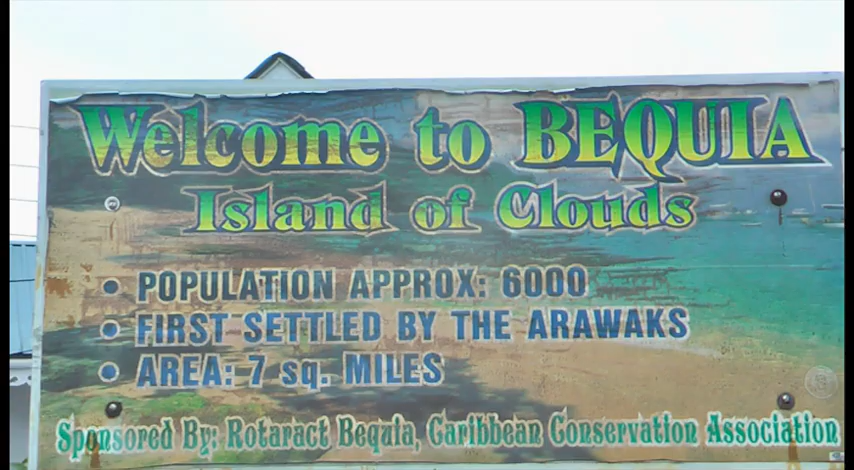 Welcome to BEQUIA
Island of Clouds
• POPULATION APPROX: 6000
• FIRST SETTLED BY THE ARAWAKS
• AREA: 7 sq. MILES
Sponsored By: Rotaract Bequia, Caribbean Conservation Association